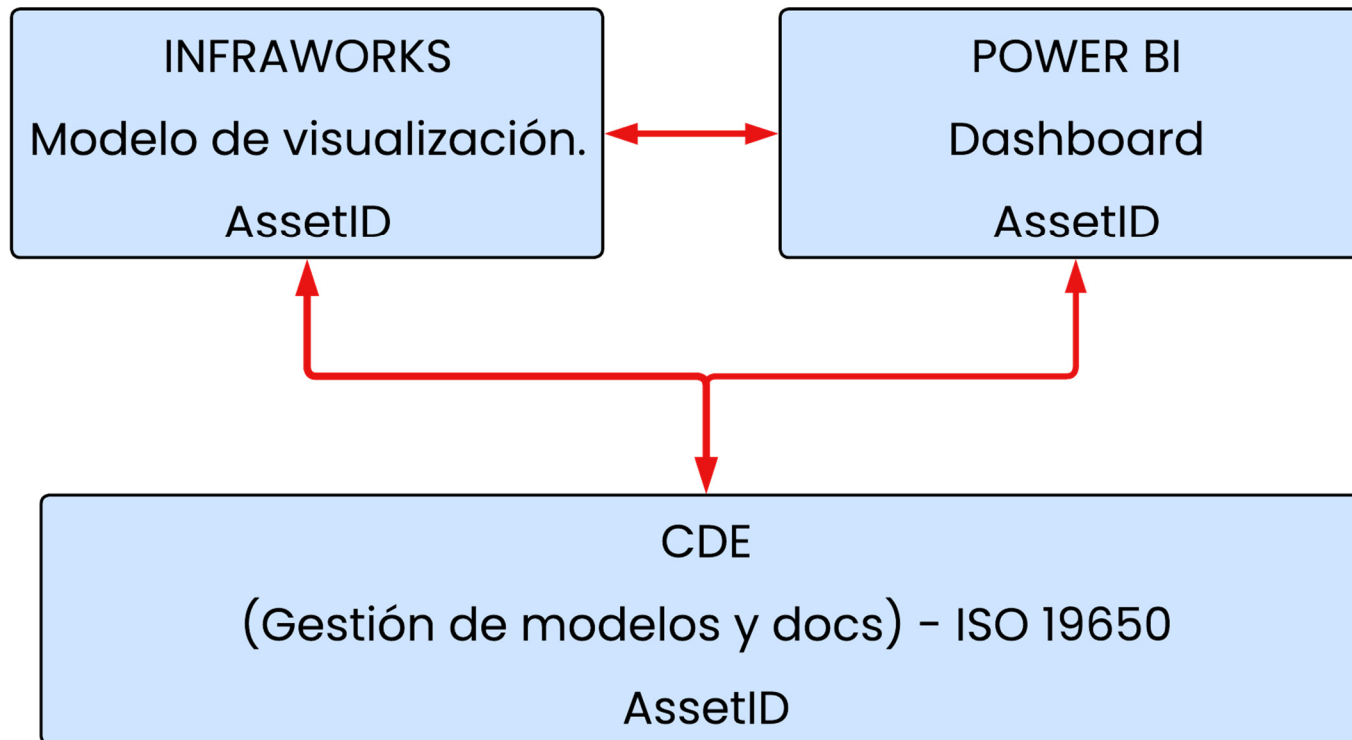 INFRAWORKS
Modelo de visualización.
AssetID
POWER BI
Dashboard
AssetID
CDE
(Gestión de modelos y docs) - ISO 19650
AssetID